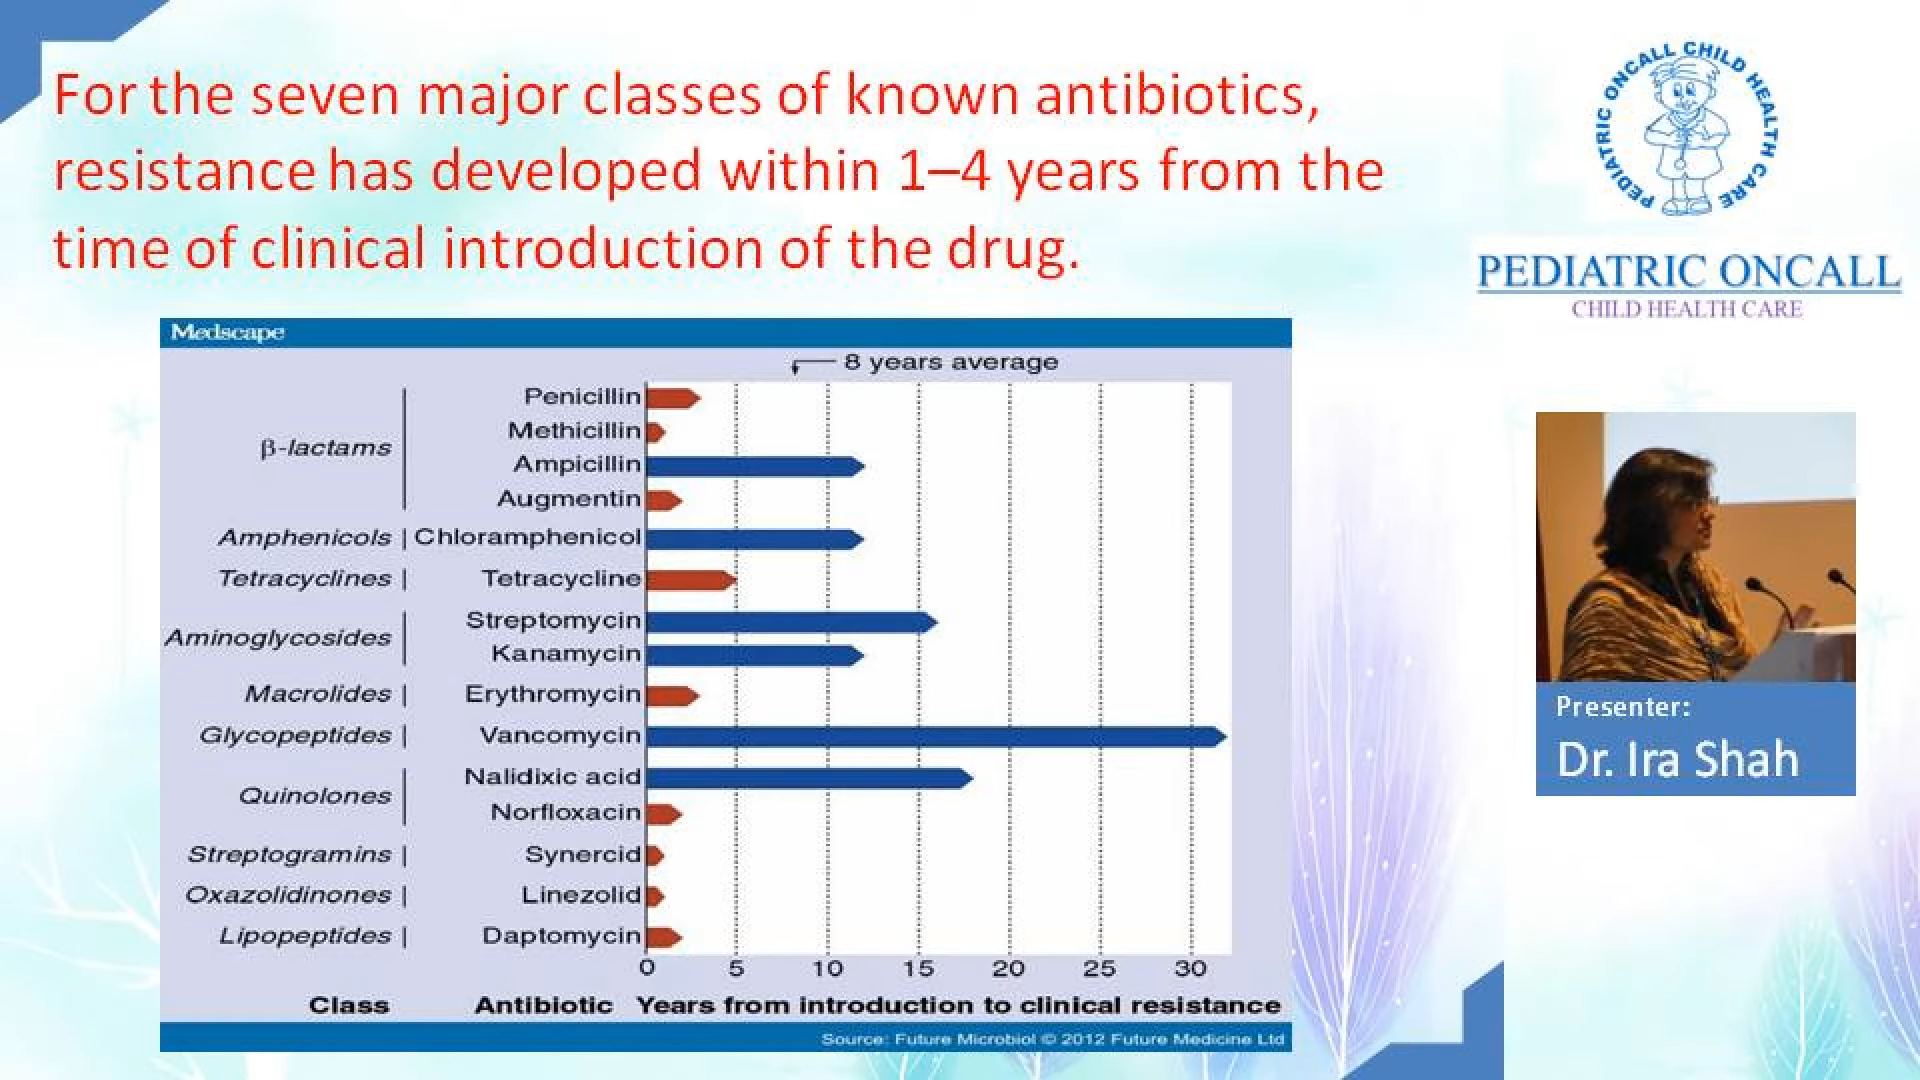 For the seven major classes of known antibiotics,
resistance has developed within 1–4 years from the
time of clinical introduction of the drug.
PEDIATRIC ONCALL CHILD HEALTH CARE
PEDIATRIC ONCALL
CHILD HEALTH CARE
Medscape
8 years average
β-lactams
Penicillin
Methicillin
Ampicillin
Augmentin
Amphenicols | Chloramphenicol
Tetracyclines | Tetracycline
Aminoglycosides
Streptomycin
Kanamycin
Macrolides | Erythromycin
Glycopeptides | Vancomycin
Quinolones
Nalidixic acid
Norfloxacin
Streptogramins | Synercid
Oxazolidinones | Linezolid
Lipopeptides | Daptomycin
0 5 10 15 20 25 30
Class Antibiotic Years from introduction to clinical resistance
Source: Future Microbiol © 2012 Future Medicine Ltd
Presenter:
Dr. Ira Shah